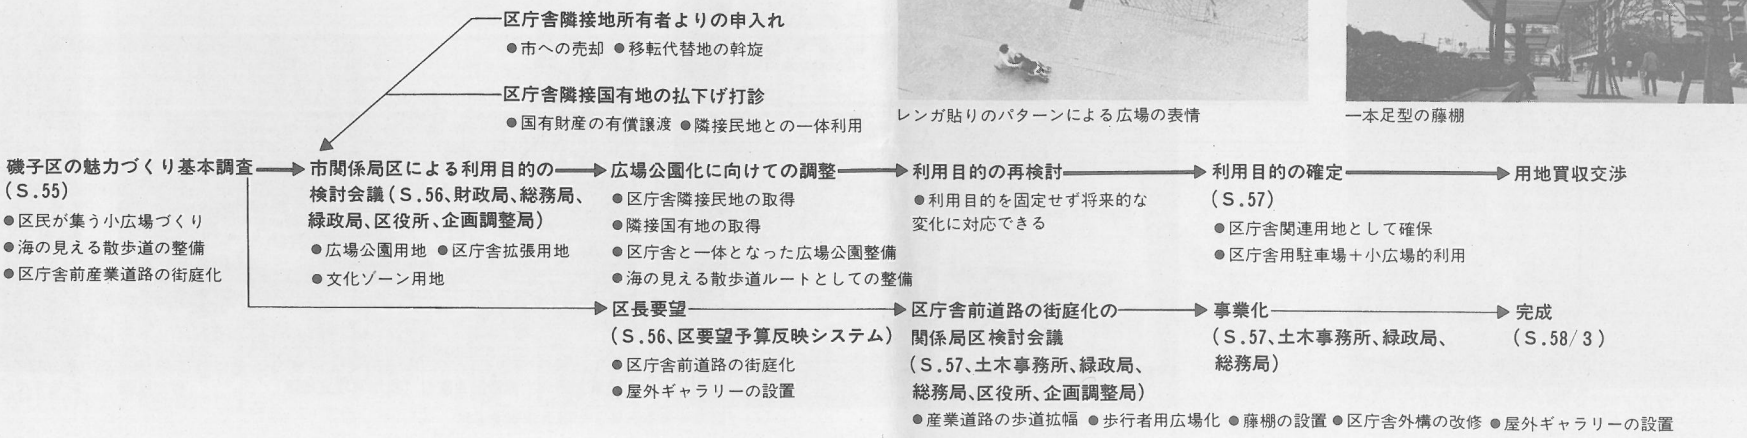 区庁舎隣接地所有者よりの申入れ
●市への売却 ●移転代替地の斡旋
区庁舎隣接国有地の払下げ打診
●国有財産の有償譲渡 ●隣接民地との一体利用
レンガ貼りのパターンによる広場の表情
一本足型の藤棚
磯子区の魅力づくり基本調査
(S.55)
●区民が集う小広場づくり
●海の見える散歩道の整備
●区庁舎前産業道路の街庭化
市関係局区による利用目的の
検討会議(S.56、財政局、総務局、
緑政局、区役所、企画調整局)
●広場公園用地 ●区庁舎拡張用地
●文化ゾーン用地
広場公園化に向けての調整
●区庁舎隣接民地の取得
●隣接国有地の取得
●区庁舎と一体となった広場公園整備
●海の見える散歩道ルートとしての整備
利用目的の再検討
●利用目的を固定せず将来的な
変化に対応できる
利用目的の確定
(S.57)
●区庁舎関連用地として確保
●区庁舎用駐車場+小広場的利用
用地買収交渉
区長要望
(S.56、区要望予算反映システム)
●区庁舎前道路の街庭化
●屋外ギャラリーの設置
区庁舎前道路の街庭化の
関係局区検討会議
(S.57、土木事務所、緑政局、
総務局、区役所、企画調整局)
●産業道路の歩道拡幅 ●歩行者用広場化 ●藤棚の設置 ●区庁舎外構の改修 ●屋外ギャラリーの設置
事業化
(S.57、土木事務所、緑政局、
総務局)
完成
(S.58/3)